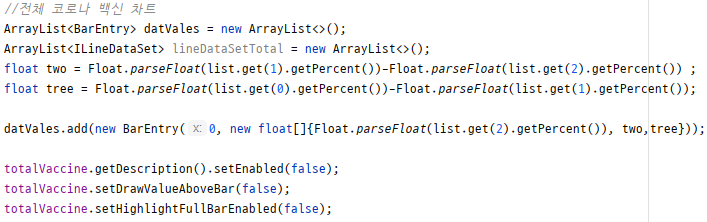 //전체 코로나 백신 차트
ArrayList<BarEntry> datVales = new ArrayList<>();
ArrayList<ILineDataSet> lineDataSetTotal = new ArrayList<>();
float two = Float.parseFloat(list.get(1).getPercent())-Float.parseFloat(list.get(2).getPercent()) ;
float tree = Float.parseFloat(list.get(0).getPercent())-Float.parseFloat(list.get(1).getPercent());
datVales.add(new BarEntry( x: 0, new float[]{Float.parseFloat(list.get(2).getPercent()), two,tree}));
totalVaccine.getDescription().setEnabled(false);
totalVaccine.setDrawValueAboveBar(false);
totalVaccine.setHighlightFullBarEnabled(false);